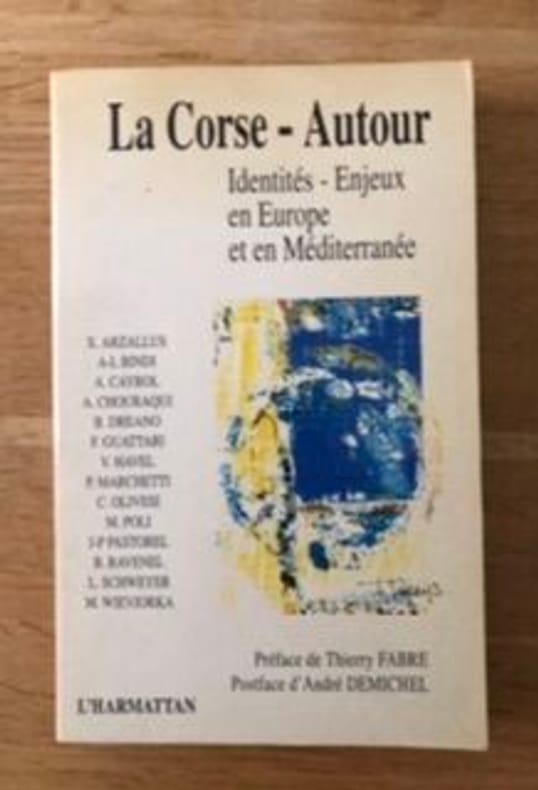 La Corse - Autour
Identités - Enjeux
en Europe
et en Méditerranée
X. ARZALLUS
A-L BINDI
A. CAYROL
A. CHOURAQUI
B. DREANO
F. GUATTARI
V. HAVEL
P. MARCHETTI
C. OLIVESI
M. POLI
J-P PASTOREL
B. RAVENEL
L. SCHWEYER
M. WIEVIORKA
Préface de Thierry FABRE
Postface d'André DEMICHEL
L'HARMATTAN